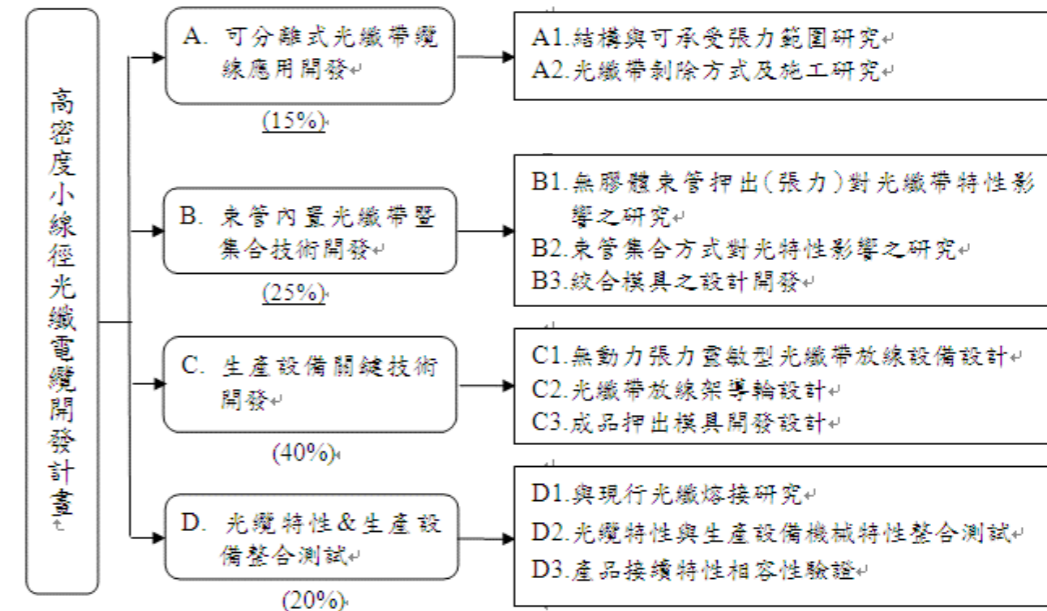 高密度小線徑光纖電纜開發計畫
A. 可分離式光纖帶纜
線應用開發
(15%)
A1.結構與可承受張力範圍研究
A2.光纖帶剝除方式及施工研究
B. 束管內置光纖帶暨
集合技術開發
(25%)
B1.無膠體束管押出(張力)對光纖帶特性影
響之研究
B2.束管集合方式對光特性影響之研究
B3.絞合模具之設計開發
C. 生產設備關鍵技術
開發
(40%)
C1.無動力張力靈敏型光纖帶放線設備設計
C2.光纖帶放線架導輪設計
C3.成品押出模具開發設計
D. 光纜特性&生產設
備整合測試
(20%)
D1.與現行光纖熔接研究
D2.光纜特性與生產設備機械特性整合測試
D3.產品接續特性相容性驗證